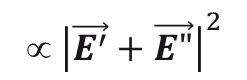 ∝ |E⃗' + E⃗"|²